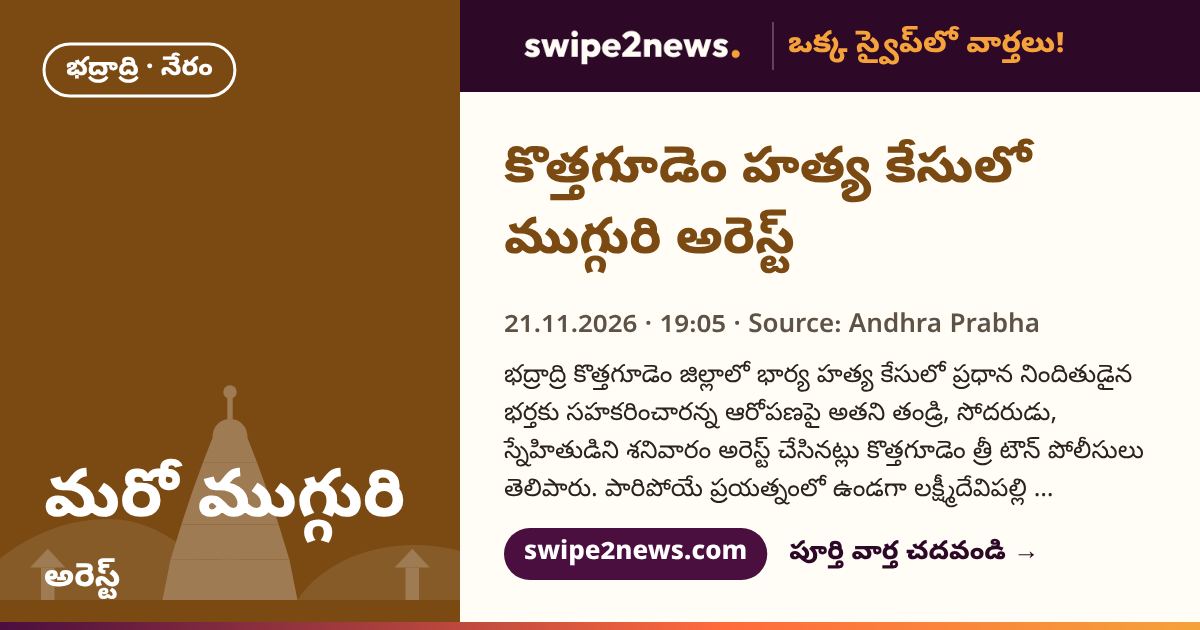 భద్రాద్రి · నేరం
మరో ముగ్గురి
అరెస్ట్
swipe2news.
ఒక్క స్వైప్‌లో వార్తలు!
కొత్తగూడెం హత్య కేసులో
ముగ్గురి అరెస్ట్
21.11.2026 · 19:05 · Source: Andhra Prabha
భద్రాద్రి కొత్తగూడెం జిల్లాలో భార్య హత్య కేసులో ప్రధాన నిందితుడైన
భర్తకు సహకరించారన్న ఆరోపణపై అతని తండ్రి, సోదరుడు,
స్నేహితుడిని శనివారం అరెస్ట్ చేసినట్లు కొత్తగూడెం త్రీ టౌన్ పోలీసులు
తెలిపారు. పారిపోయే ప్రయత్నంలో ఉండగా లక్ష్మీదేవిపల్లి ...
swipe2news.com
పూర్తి వార్త చదవండి →